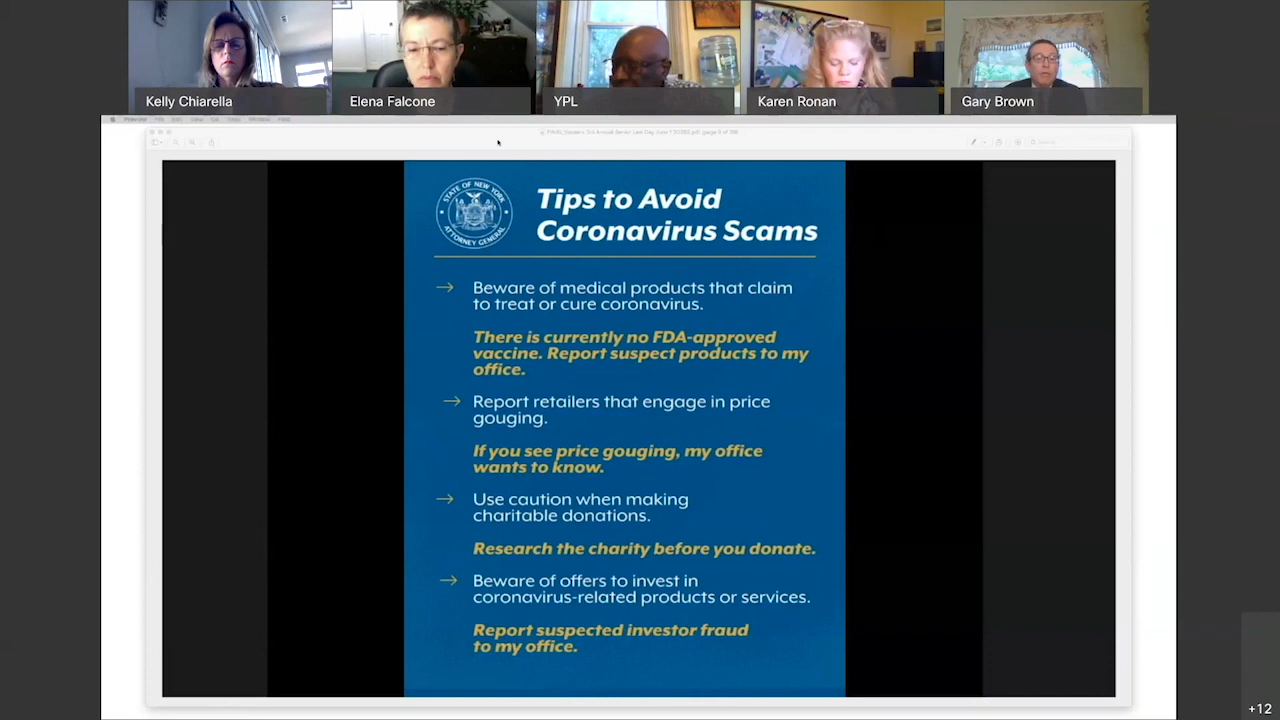 Kelly Chiarella
Elena Falcone
YPL
Karen Ronan
Gary Brown
STATE OF NEW YORK
ATTORNEY GENERAL
Tips to Avoid
Coronavirus Scams
Beware of medical products that claim
to treat or cure coronavirus.
There is currently no FDA-approved
vaccine. Report suspect products to my
office.
Report retailers that engage in price
gouging.
If you see price gouging, my office
wants to know.
Use caution when making
charitable donations.
Research the charity before you donate.
Beware of offers to invest in
coronavirus-related products or services.
Report suspected investor fraud
to my office.
+12